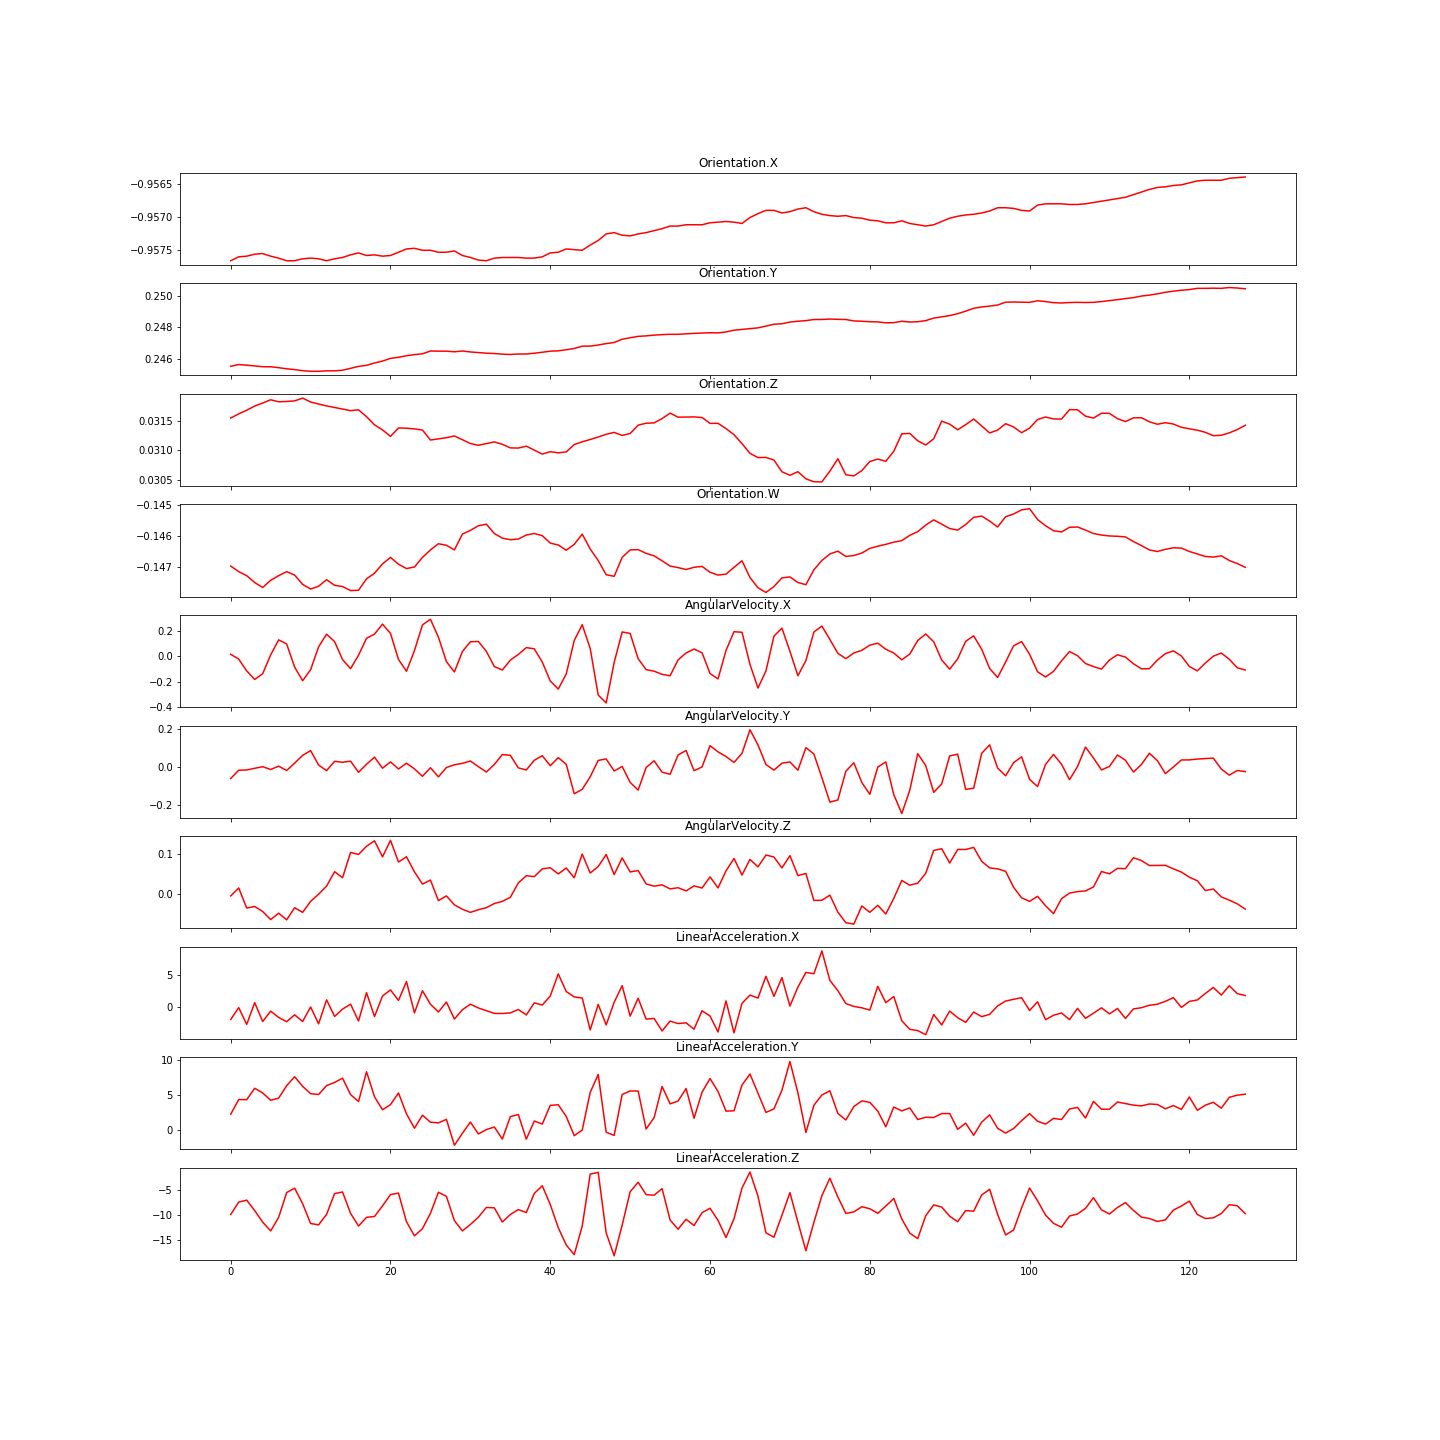 Orientation.X
−0.9565
−0.9570
−0.9575
Orientation.Y
0.250
0.248
0.246
Orientation.Z
0.0315
0.0310
0.0305
Orientation.W
−0.145
−0.146
−0.147
AngularVelocity.X
0.2
0.0
−0.2
−0.4
AngularVelocity.Y
0.2
0.0
−0.2
AngularVelocity.Z
0.1
0.0
LinearAcceleration.X
5
0
LinearAcceleration.Y
10
5
0
LinearAcceleration.Z
−5
−10
−15
0 20 40 60 80 100 120